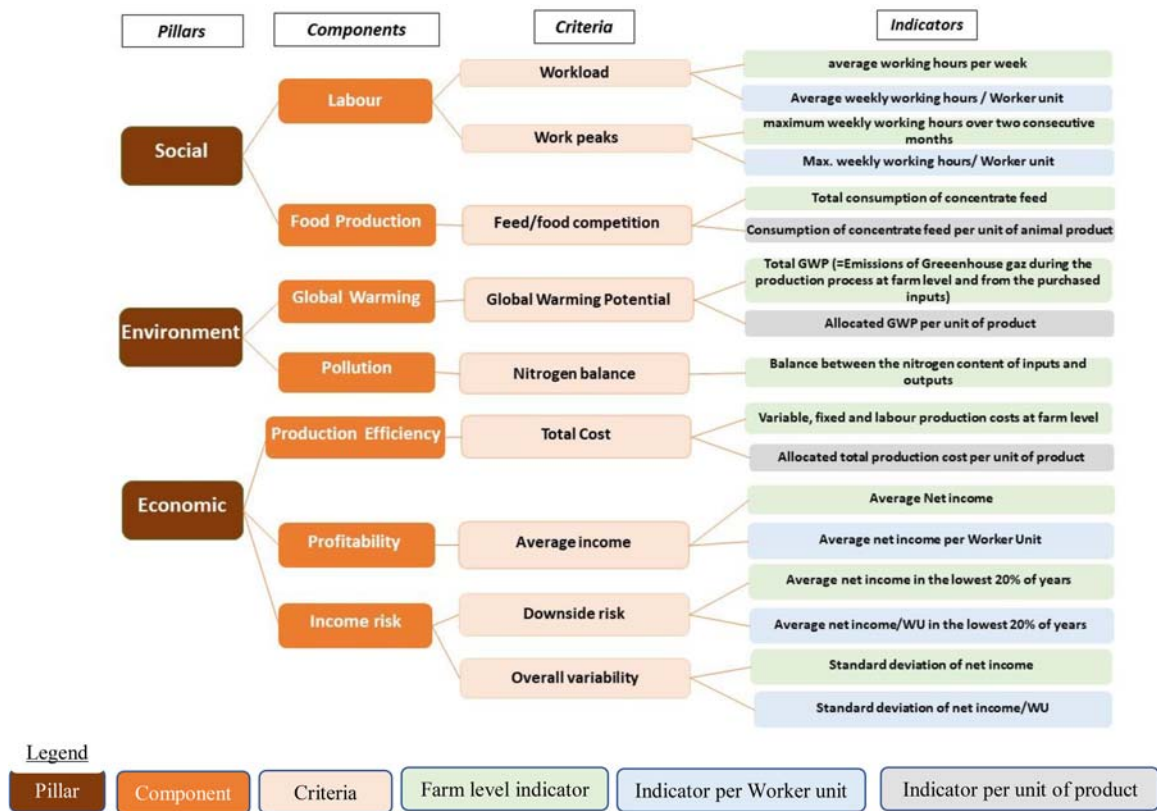 Pillars
Components
Criteria
Indicators
Social
Labour
Workload
average working hours per week
Average weekly working hours / Worker unit
Work peaks
maximum weekly working hours over two consecutive
months
Max. weekly working hours/ Worker unit
Food Production
Feed/food competition
Total consumption of concentrate feed
Consumption of concentrate feed per unit of animal product
Environment
Global Warming
Global Warming Potential
Total GWP (=Emissions of Greeenhouse gaz during the
production process at farm level and from the purchased
inputs)
Allocated GWP per unit of product
Pollution
Nitrogen balance
Balance between the nitrogen content of inputs and
outputs
Economic
Production Efficiency
Total Cost
Variable, fixed and labour production costs at farm level
Allocated total production cost per unit of product
Profitability
Average income
Average Net income
Average net income per Worker Unit
Income risk
Downside risk
Average net income in the lowest 20% of years
Average net income/WU in the lowest 20% of years
Overall variability
Standard deviation of net income
Standard deviation of net income/WU
Legend
Pillar
Component
Criteria
Farm level indicator
Indicator per Worker unit
Indicator per unit of product